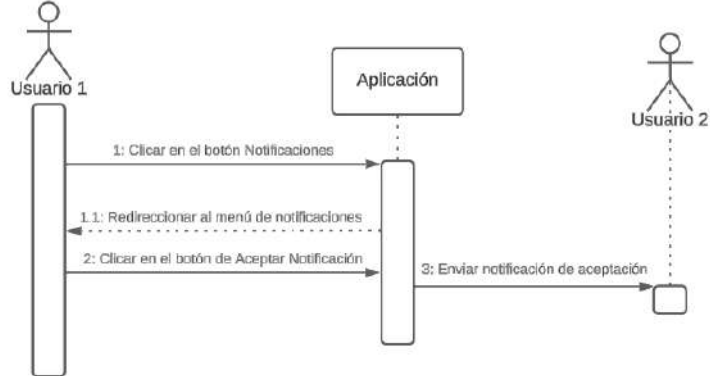 Usuario 1
Aplicación
Usuario 2
1: Clicar en el botón Notificaciones
1.1: Redireccionar al menú de notificaciones
2: Clicar en el botón de Aceptar Notificación
3: Enviar notificación de aceptación